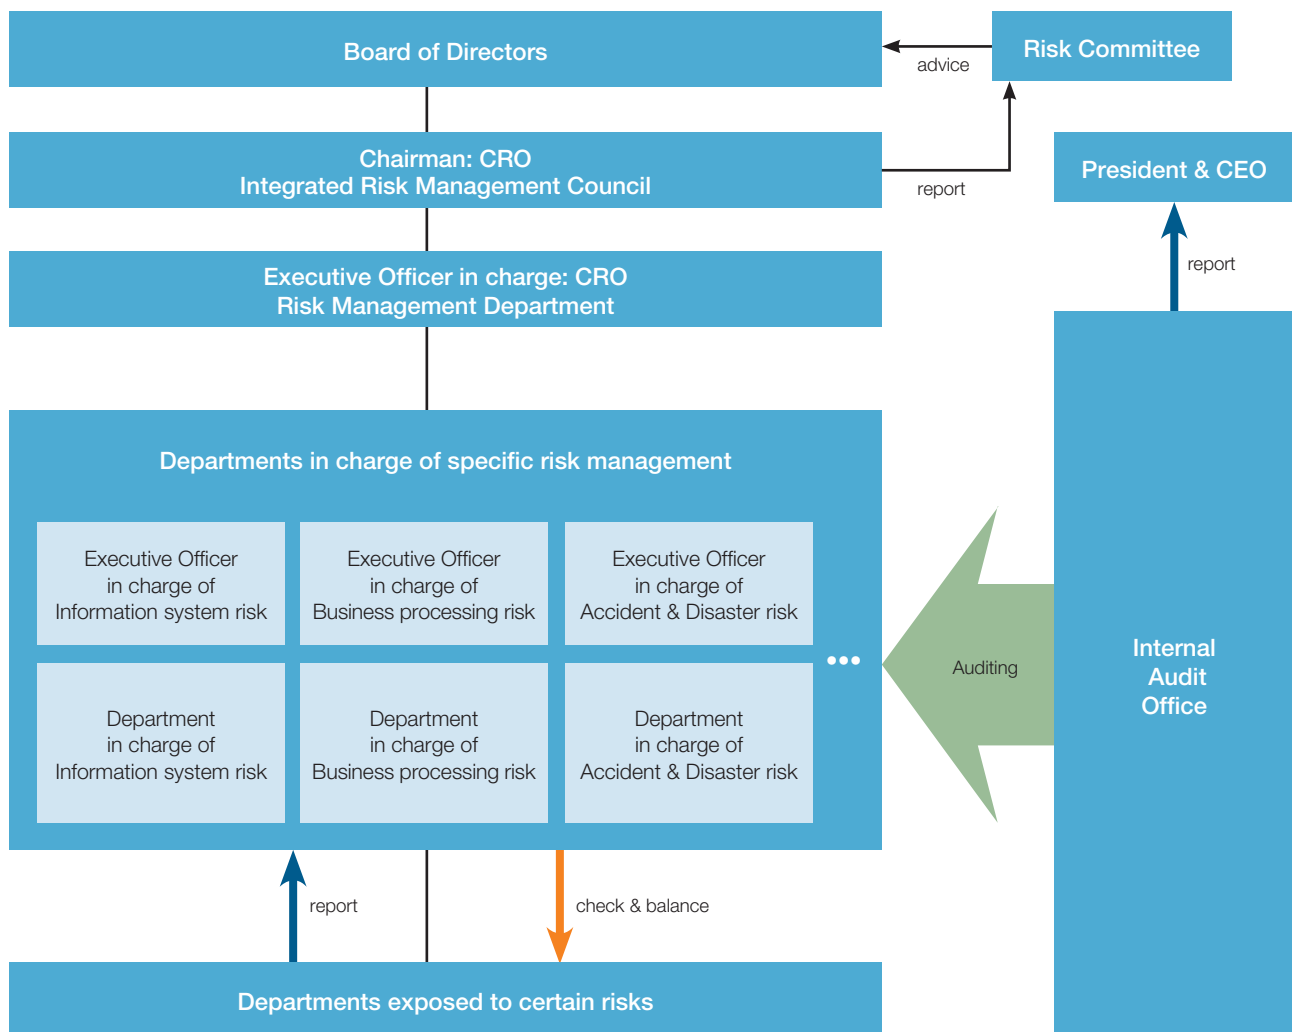 Board of Directors
advice
Risk Committee
Chairman: CRO
Integrated Risk Management Council
report
President & CEO
report
Executive Officer in charge: CRO
Risk Management Department
Departments in charge of specific risk management
Executive Officer
in charge of
Information system risk
Executive Officer
in charge of
Business processing risk
Executive Officer
in charge of
Accident & Disaster risk
Department
in charge of
Information system risk
Department
in charge of
Business processing risk
Department
in charge of
Accident & Disaster risk
•••
Auditing
Internal
Audit
Office
report
check & balance
Departments exposed to certain risks